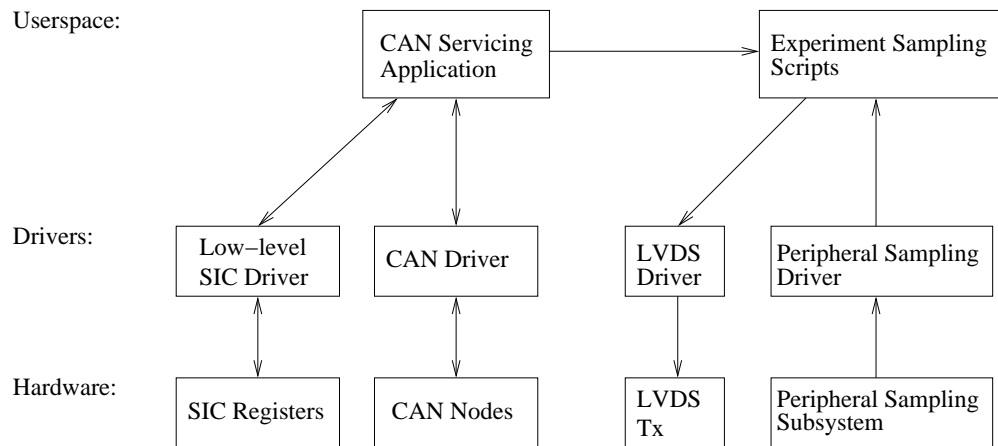 Userspace:
CAN Servicing
Application
Experiment Sampling
Scripts
Drivers:
Low−level
SIC Driver
CAN Driver
LVDS
Driver
Peripheral Sampling
Driver
Hardware:
SIC Registers
CAN Nodes
LVDS
Tx
Peripheral Sampling
Subsystem